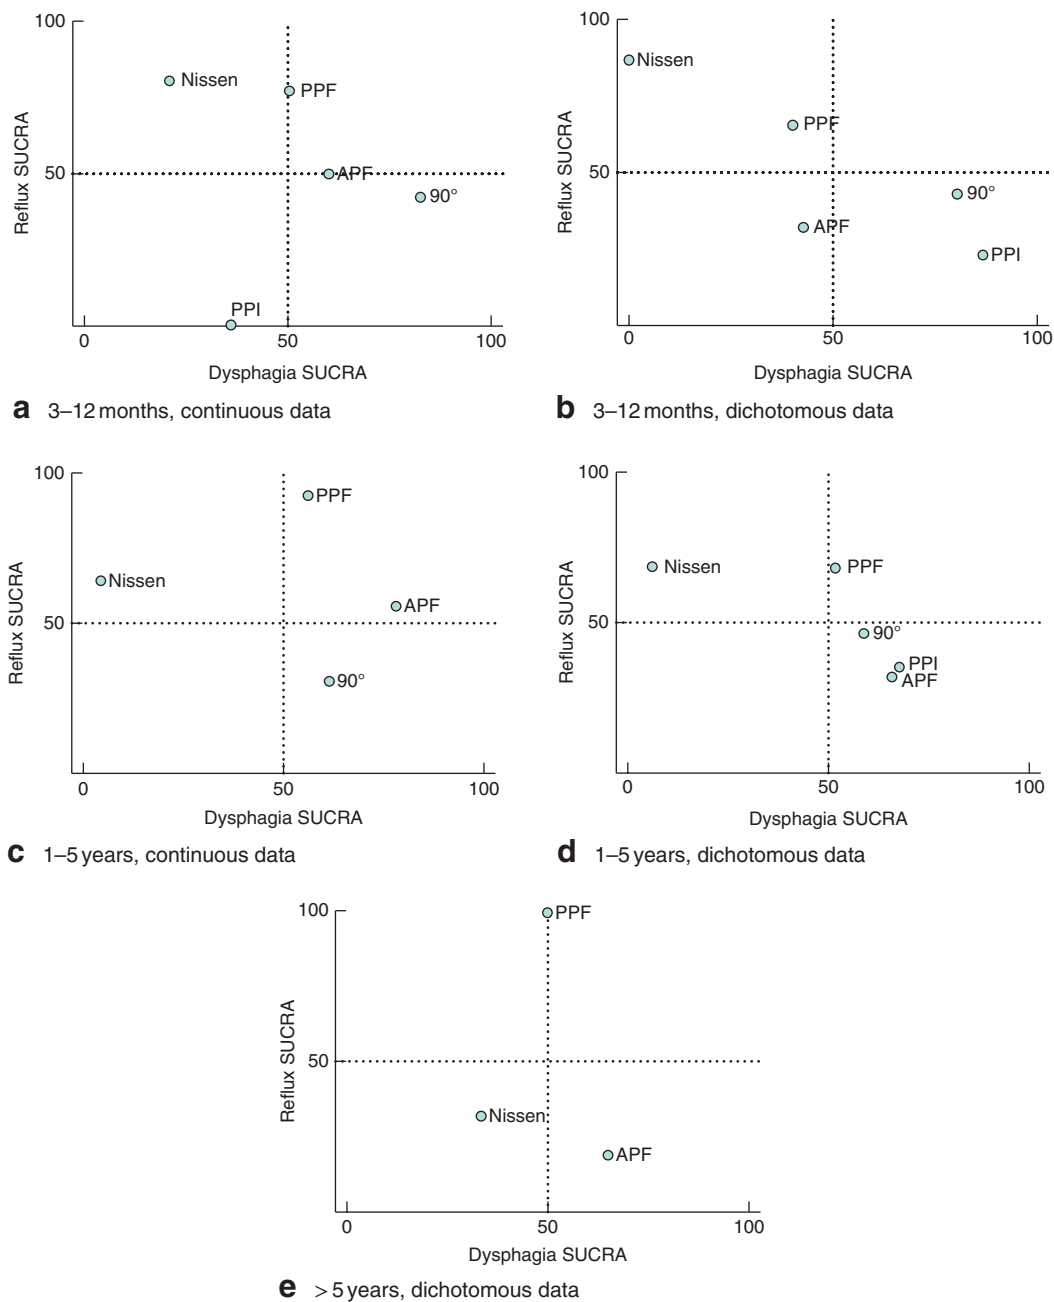 100
Nissen
PPF
50
APF
90°
PPI
0
50
100
Reflux SUCRA
Dysphagia SUCRA
a 3–12 months, continuous data
100
Nissen
PPF
50
90°
APF
PPI
0
50
100
Reflux SUCRA
Dysphagia SUCRA
b 3–12 months, dichotomous data
100
PPF
Nissen
APF
50
90°
0
50
100
Reflux SUCRA
Dysphagia SUCRA
c 1–5 years, continuous data
100
Nissen
PPF
50
90°
PPI
APF
0
50
100
Reflux SUCRA
Dysphagia SUCRA
d 1–5 years, dichotomous data
100
PPF
50
Nissen
APF
0
50
100
Reflux SUCRA
Dysphagia SUCRA
e > 5 years, dichotomous data